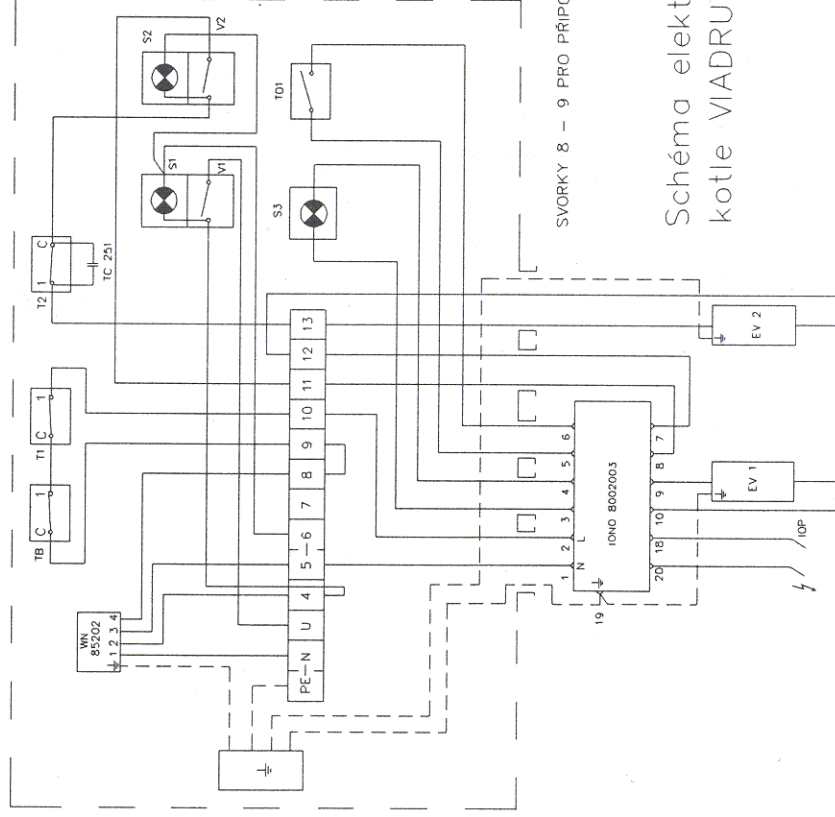 S2
V2
S1
V1
TO1
S3
T2
1 C
TC 251
T1
C 1
TB
C 1
WN
85202
1 2 3 4
PE—N U 4 5—6 7 8 9 10 11 12 13
SVORKY 8 – 9 PRO
Schéma elekt
kotle VIADRU
1 2 3 4 5 6
N L
IONO 8002003
19
20 18 10 9 8 7
IOP
EV 1
EV 2